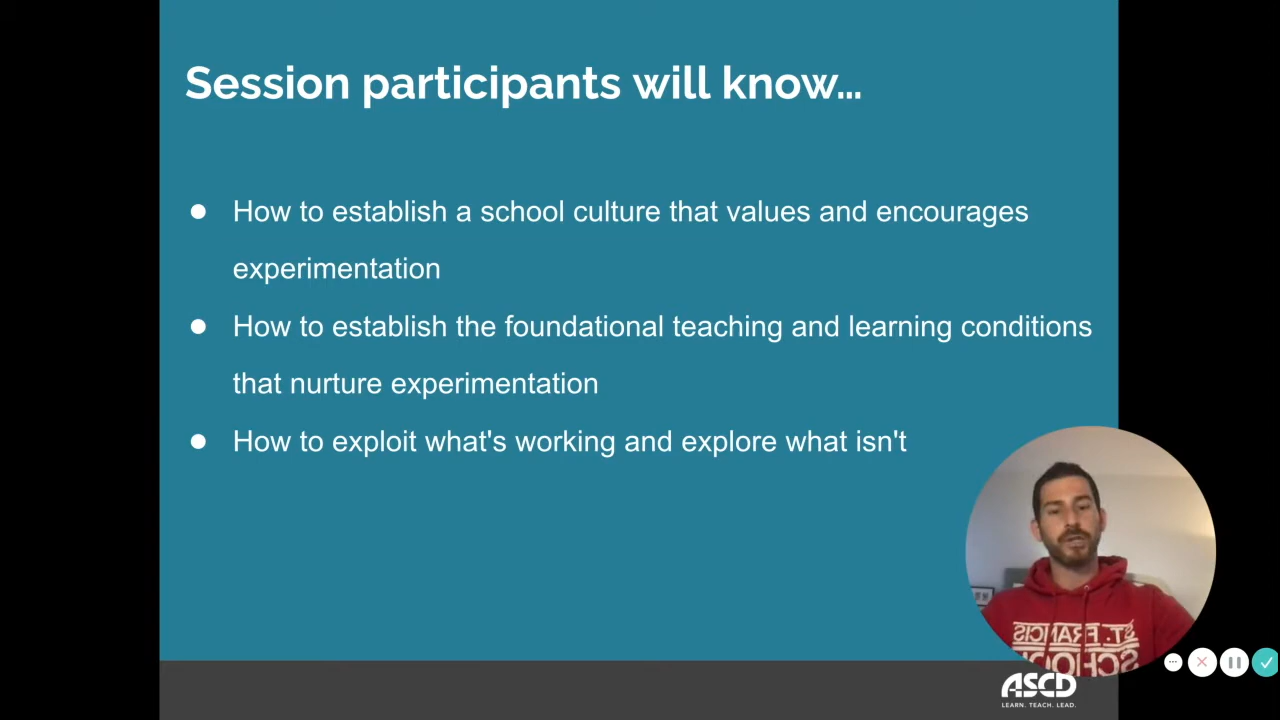 Session participants will know…
● How to establish a school culture that values and encourages
experimentation
● How to establish the foundational teaching and learning conditions
that nurture experimentation
● How to exploit what's working and explore what isn't
ST. FRANCIS
SCHOOL
ASCD
LEARN. TEACH. LEAD.